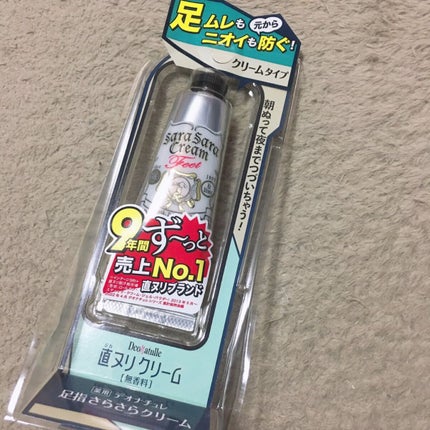 足ムレも
元から
ニオイも防ぐ!
クリームタイプ
朝ぬって夜までつづいちゃう!
sara sara
Cream
Foot
9年間
ず〜っと
売上No.1
直ヌリブランド
Deonatulle
直ヌリクリーム
[無香料]
薬用 デオナチュレ
足指さらさらクリーム